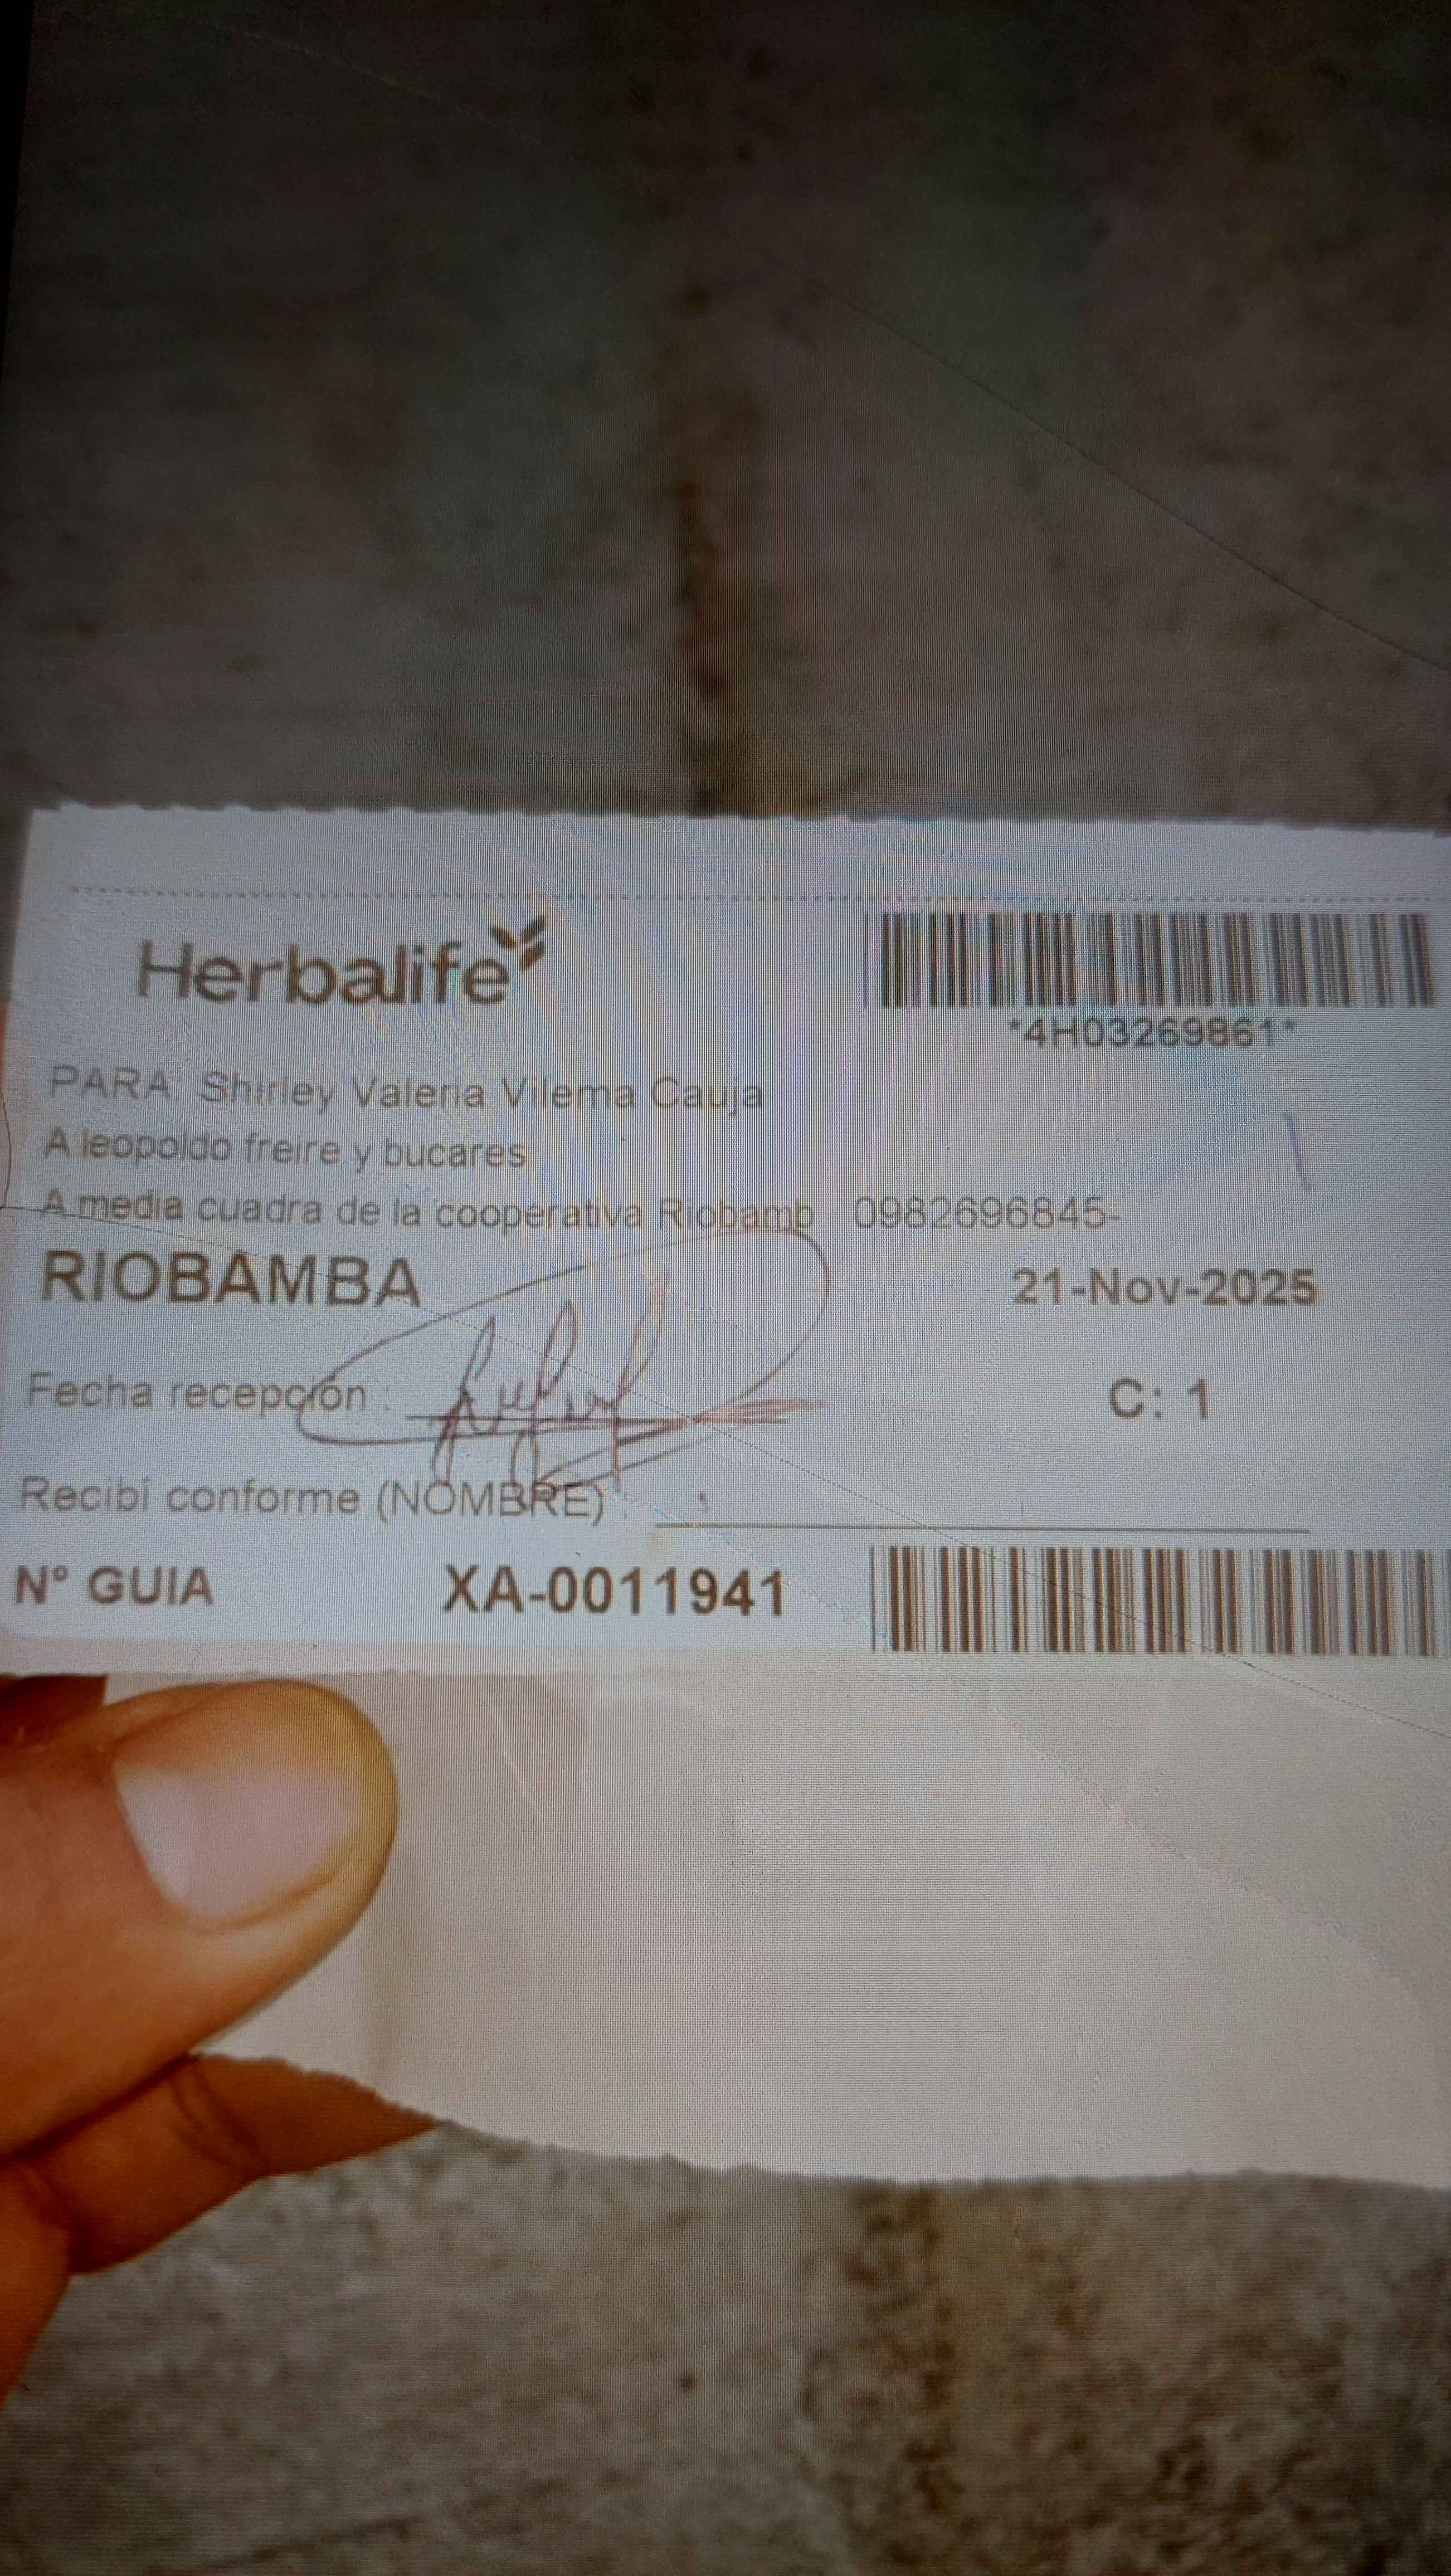 Herbalife
*4H03269861*
PARA: Shirley Valeria Vilema Cauja
A leopoldo freire y bucares
A media cuadra de la cooperativa Riobamb 0982696845-
RIOBAMBA 21-Nov-2025
Fecha recepción : C: 1
Recibí conforme (NOMBRE) :
Nº GUIA XA-0011941